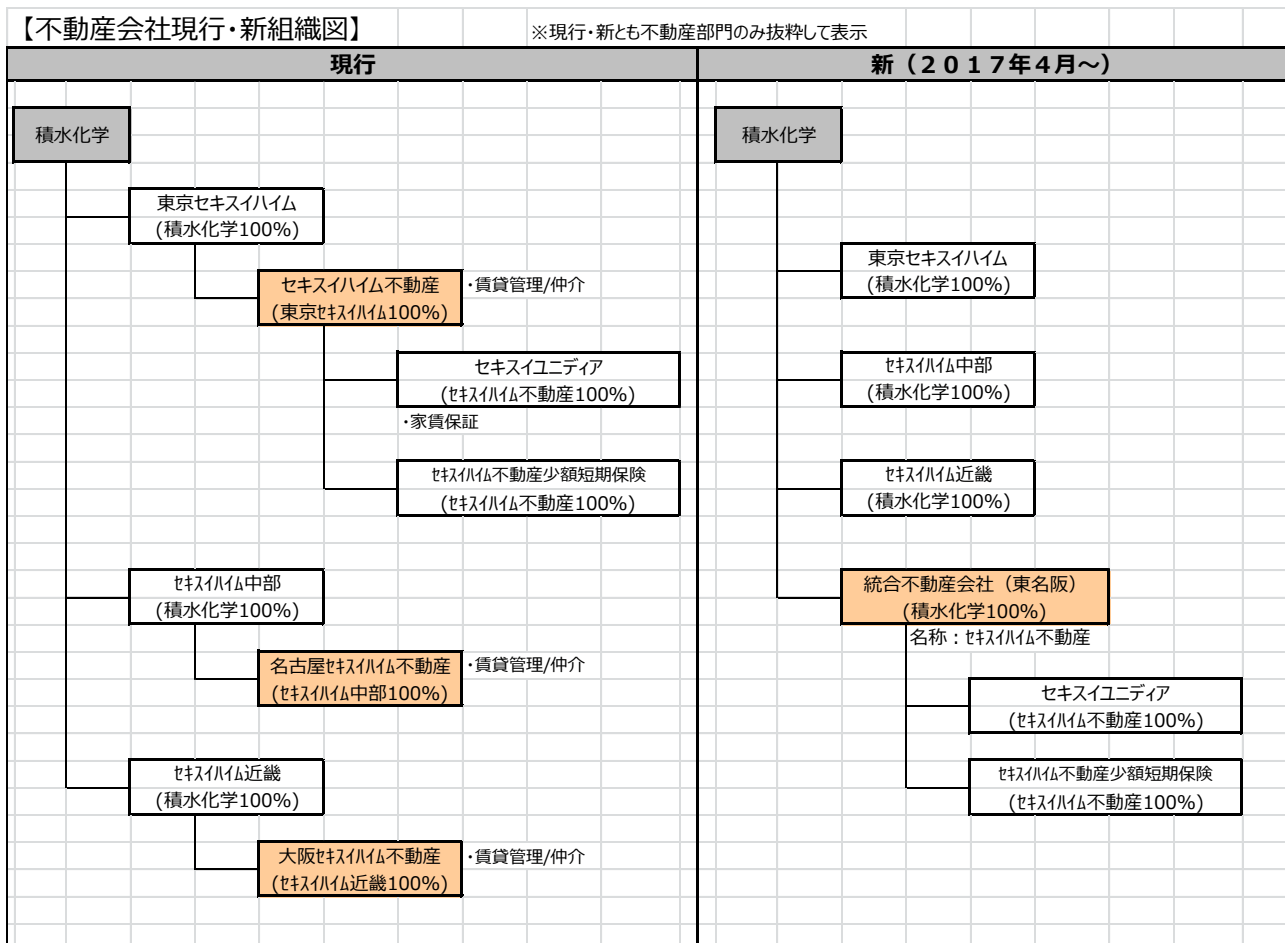 【不動産会社現行・新組織図】
※現行・新とも不動産部門のみ抜粋して表示
現行
積水化学
東京セキスイハイム
(積水化学100%)
セキスイハイム不動産
(東京ｾｷｽｲﾊｲﾑ100%)
・賃貸管理/仲介
セキスイユニディア
(ｾｷｽｲﾊｲﾑ不動産100%)
・家賃保証
ｾｷｽｲﾊｲﾑ不動産少額短期保険
(ｾｷｽｲﾊｲﾑ不動産100%)
ｾｷｽｲﾊｲﾑ中部
(積水化学100%)
名古屋ｾｷｽｲﾊｲﾑ不動産
(ｾｷｽｲﾊｲﾑ中部100%)
・賃貸管理/仲介
ｾｷｽｲﾊｲﾑ近畿
(積水化学100%)
大阪ｾｷｽｲﾊｲﾑ不動産
(ｾｷｽｲﾊｲﾑ近畿100%)
・賃貸管理/仲介
新（２０１７年４月～）
積水化学
東京セキスイハイム
(積水化学100%)
ｾｷｽｲﾊｲﾑ中部
(積水化学100%)
ｾｷｽｲﾊｲﾑ近畿
(積水化学100%)
統合不動産会社（東名阪）
(積水化学100%)
名称：ｾｷｽｲﾊｲﾑ不動産
セキスイユニディア
(ｾｷｽｲﾊｲﾑ不動産100%)
ｾｷｽｲﾊｲﾑ不動産少額短期保険
(ｾｷｽｲﾊｲﾑ不動産100%)